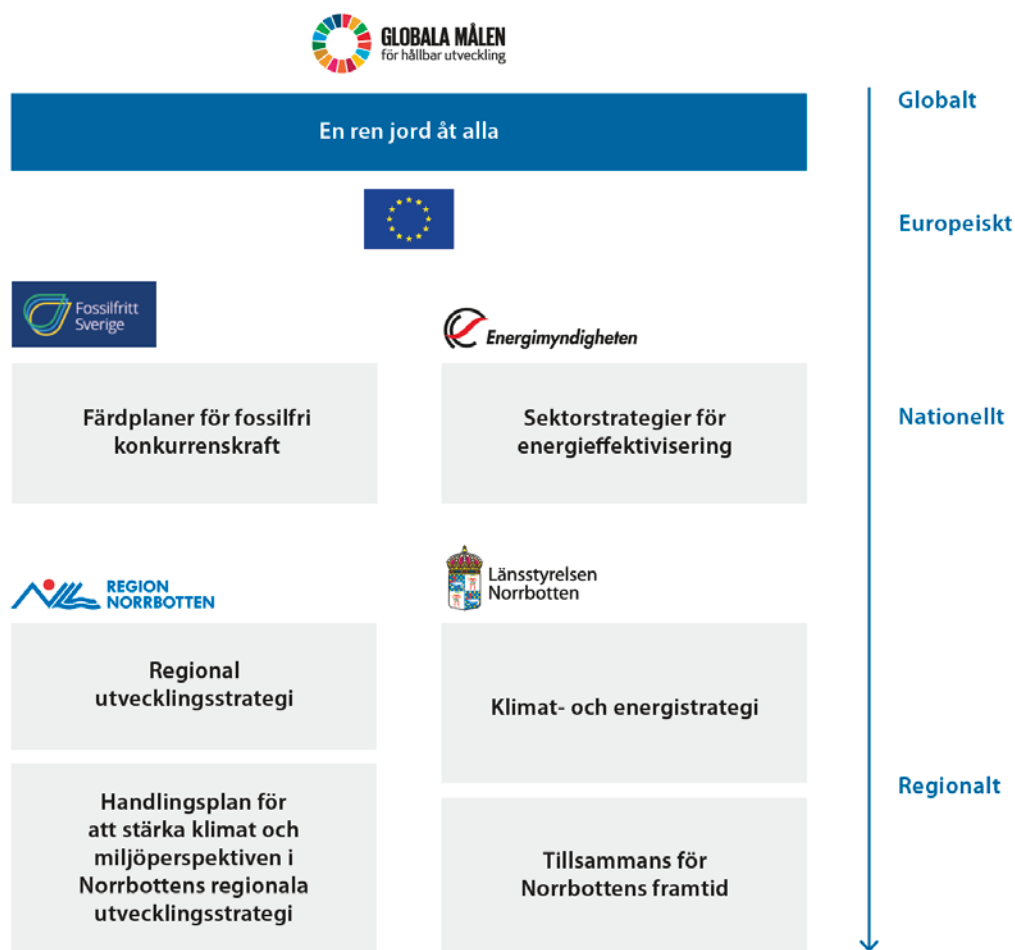 GLOBALA MÅLEN
för hållbar utveckling
En ren jord åt alla
Globalt
Europeiskt
Fossilfritt
Sverige
Energimyndigheten
Färdplaner för fossilfri
konkurrenskraft
Sektorstrategier för
energieffektivisering
Nationellt
REGION
NORRBOTTEN
Länsstyrelsen
Norrbotten
Regional
utvecklingsstrategi
Klimat- och energistrategi
Handlingsplan för
att stärka klimat och
miljöperspektiven i
Norrbottens regionala
utvecklingsstrategi
Tillsammans för
Norrbottens framtid
Regionalt